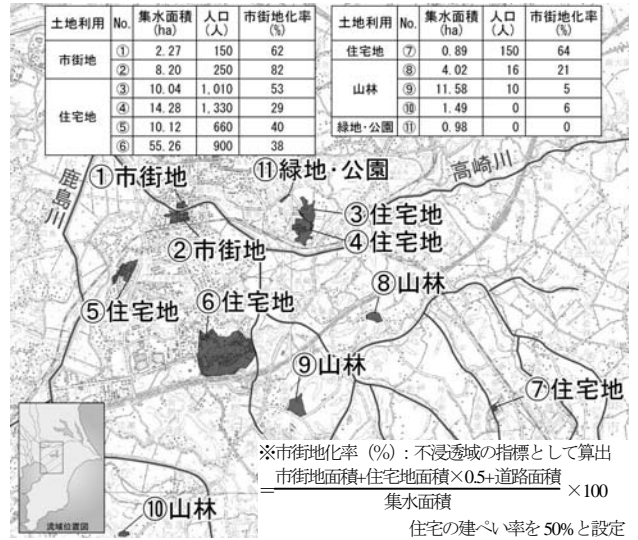 土地利用 No. 集水面積(ha) 人口(人) 市街地化率(%)
市街地 ① 2.27 150 62
② 8.20 250 82
住宅地 ③ 10.04 1,010 53
④ 14.28 1,330 29
⑤ 10.12 660 40
⑥ 55.26 900 38
土地利用 No. 集水面積(ha) 人口(人) 市街地化率(%)
住宅地 ⑦ 0.89 150 64
山林 ⑧ 4.02 16 21
⑨ 11.58 10 5
⑩ 1.49 0 6
緑地・公園 ⑪ 0.98 0 0
鹿島川
①市街地
⑪緑地・公園
高崎川
③住宅地
②市街地
④住宅地
⑤住宅地
⑥住宅地
⑧山林
⑨山林
⑦住宅地
⑩山林
流域位置図
※市街地化率（%）：不浸透域の指標として算出
=市街地面積+住宅地面積×0.5+道路面積
集水面積
×100
住宅の建ぺい率を50%と設定